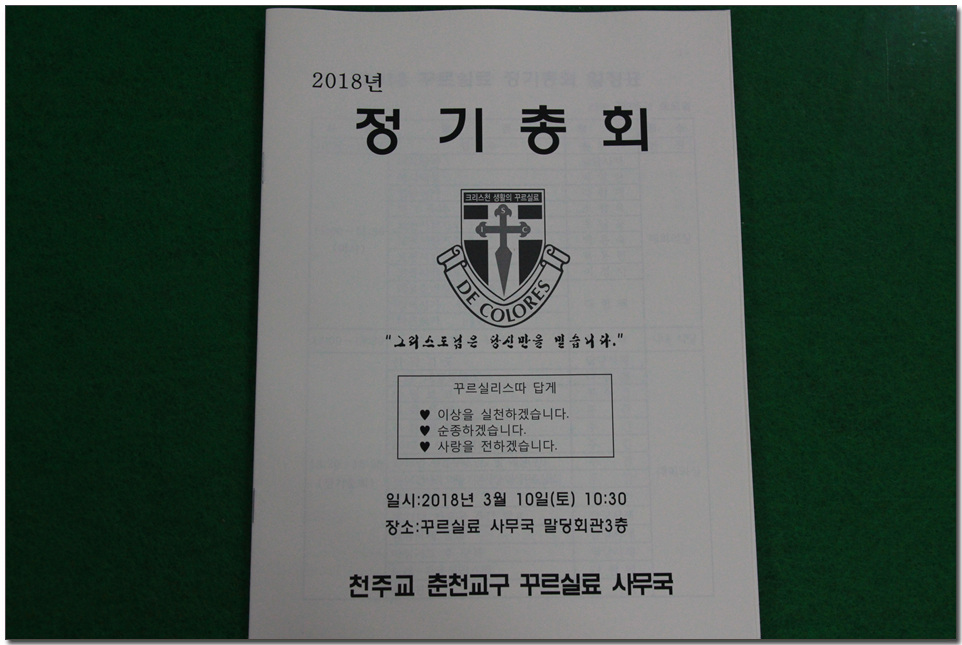 2018년
정기총회
크리스천 생활의 꾸르실료
S
I C
DE COLORES
"그리스도님은 당신만을 믿습니다."
꾸르실리스따 답게
♥ 이상을 실천하겠습니다.
♥ 순종하겠습니다.
♥ 사랑을 전하겠습니다.
일시:2018년 3월 10일(토) 10:30
장소:꾸르실료 사무국 말딩회관3층
천주교 춘천교구 꾸르실료 사무국